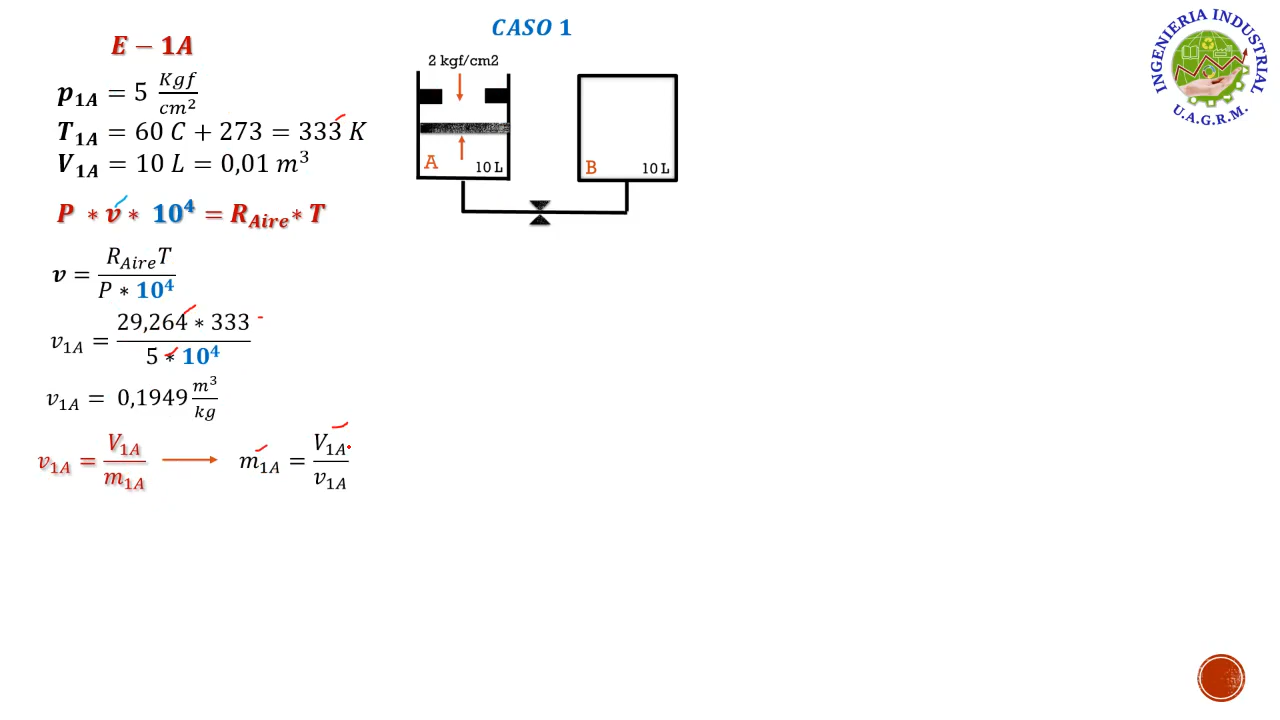 CASO 1
E − 1A
p₁A = 5 Kgf/cm²
T₁A = 60 C + 273 = 333 K
V₁A = 10 L = 0,01 m³
P * v * 10⁴ = R_Aire * T
v = R_Aire T / P * 10⁴
v₁A = 29,264 * 333 / 5 * 10⁴
v₁A = 0,1949 m³/kg
v₁A = V₁A / m₁A
m₁A = V₁A / v₁A
2 kgf/cm2
A
10 L
B
10 L
INGENIERIA INDUSTRIAL
U.A.G.R.M.